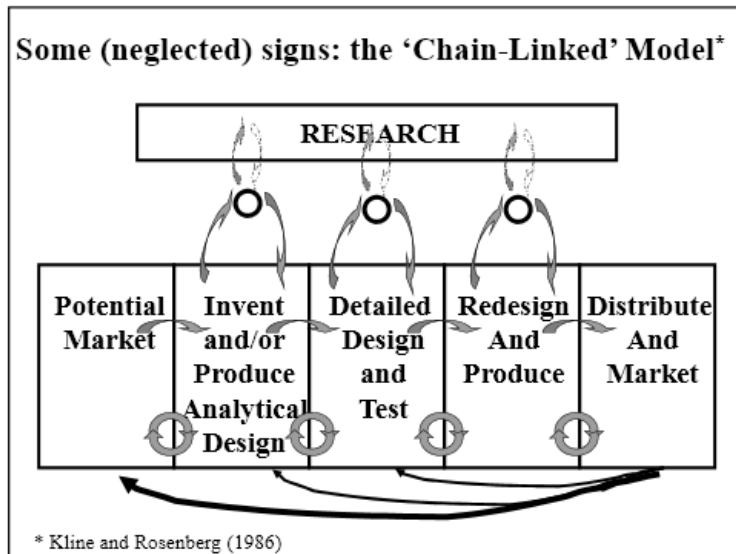 Some (neglected) signs: the ‘Chain-Linked’ Model*
RESEARCH
Potential
Market
Invent
and/or
Produce
Analytical
Design
Detailed
Design
and
Test
Redesign
And
Produce
Distribute
And
Market
* Kline and Rosenberg (1986)